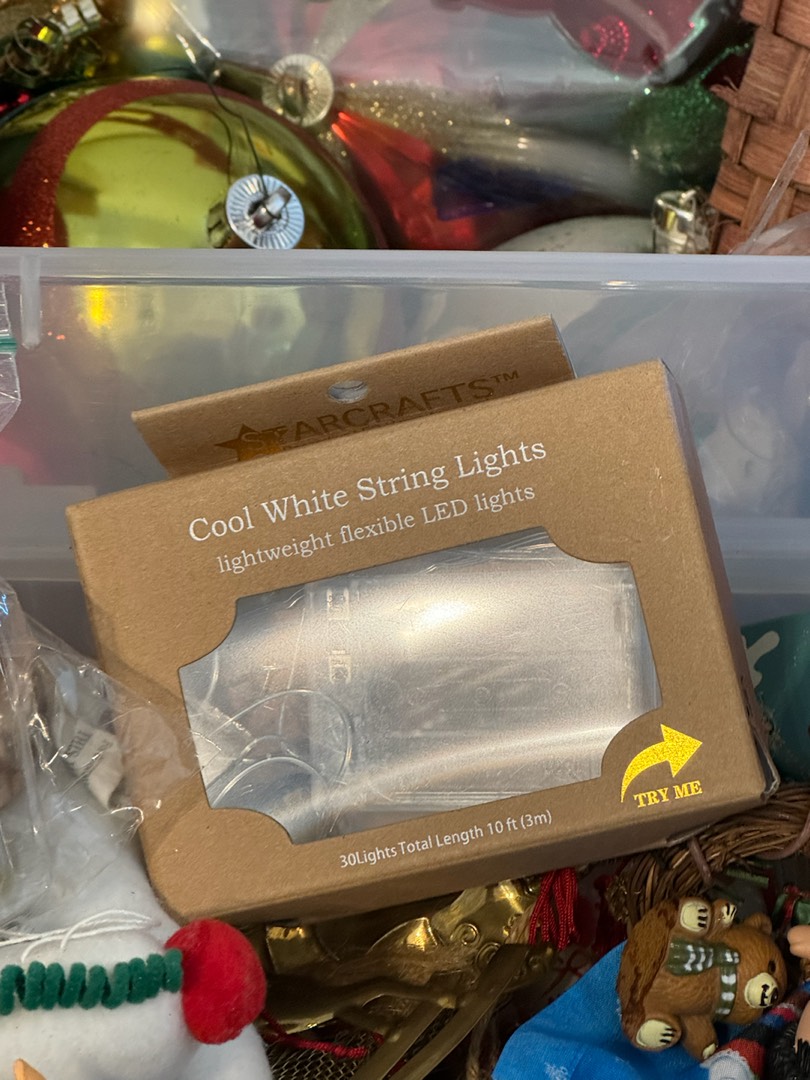 STARCRAFTS™
Cool White String Lights
lightweight flexible LED lights
TRY ME
30Lights Total Length 10 ft (3m)